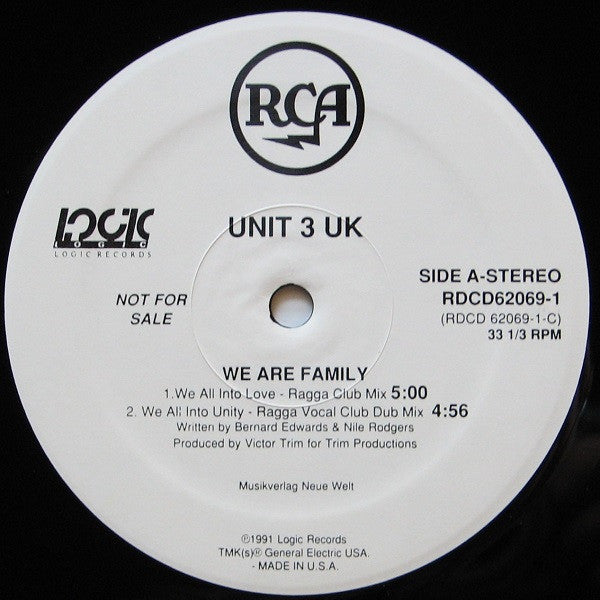 RCA
LOGIC
LOGIC
LOGIC RECORDS
UNIT 3 UK
SIDE A-STEREO
RDCD62069-1
(RDCD 62069-1-C)
33 1/3 RPM
NOT FOR
SALE
WE ARE FAMILY
1.We All Into Love - Ragga Club Mix 5:00
2. We All Into Unity - Ragga Vocal Club Dub Mix 4:56
Written by Bernard Edwards & Nile Rodgers
Produced by Victor Trim for Trim Productions
Musikverlag Neue Welt
℗1991 Logic Records
TMK(s)® General Electric USA.
- MADE IN U.S.A.